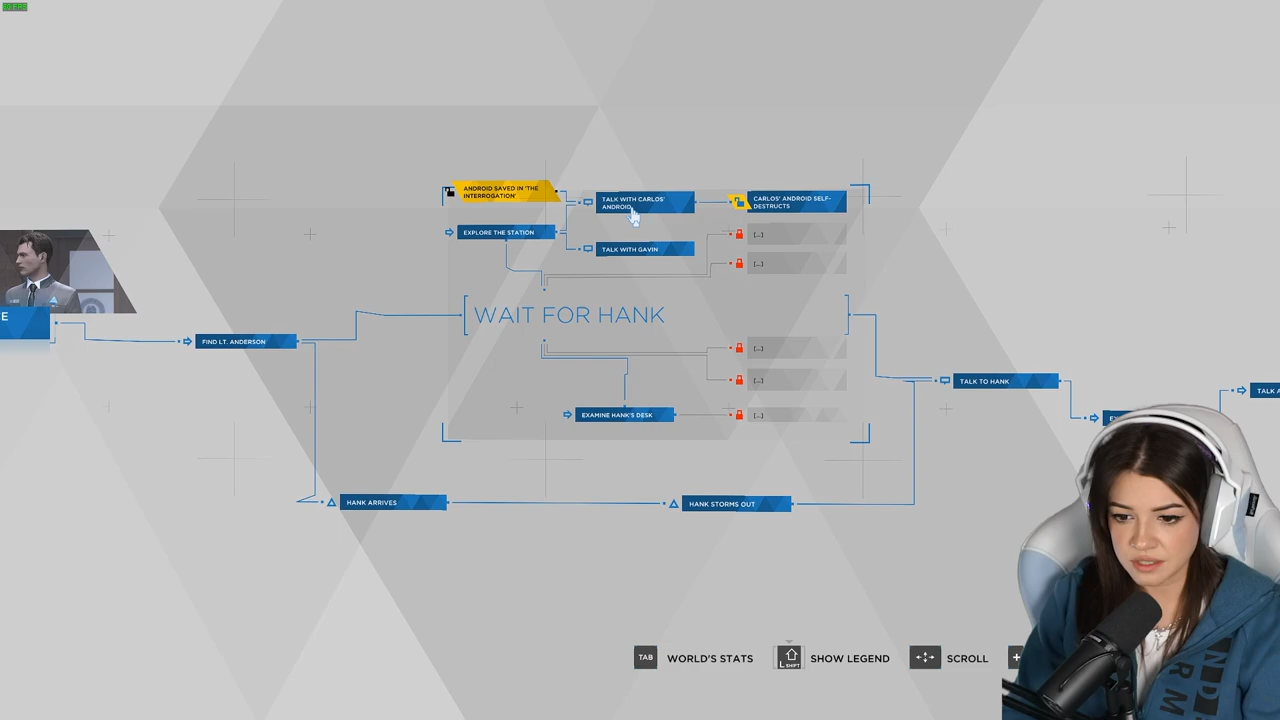 ANDROID SAVED IN 'THE
INTERROGATION'
TALK WITH CARLOS'
ANDROID
CARLOS' ANDROID SELF-
DESTRUCTS
EXPLORE THE STATION
[...]
TALK WITH GAVIN
[...]
E
WAIT FOR HANK
FIND LT. ANDERSON
[...]
[...]
TALK TO HANK
TALK A
EXAMINE HANK'S DESK
[...]
HANK ARRIVES
HANK STORMS OUT
TAB
WORLD'S STATS
L SHIFT
SHOW LEGEND
SCROLL
+